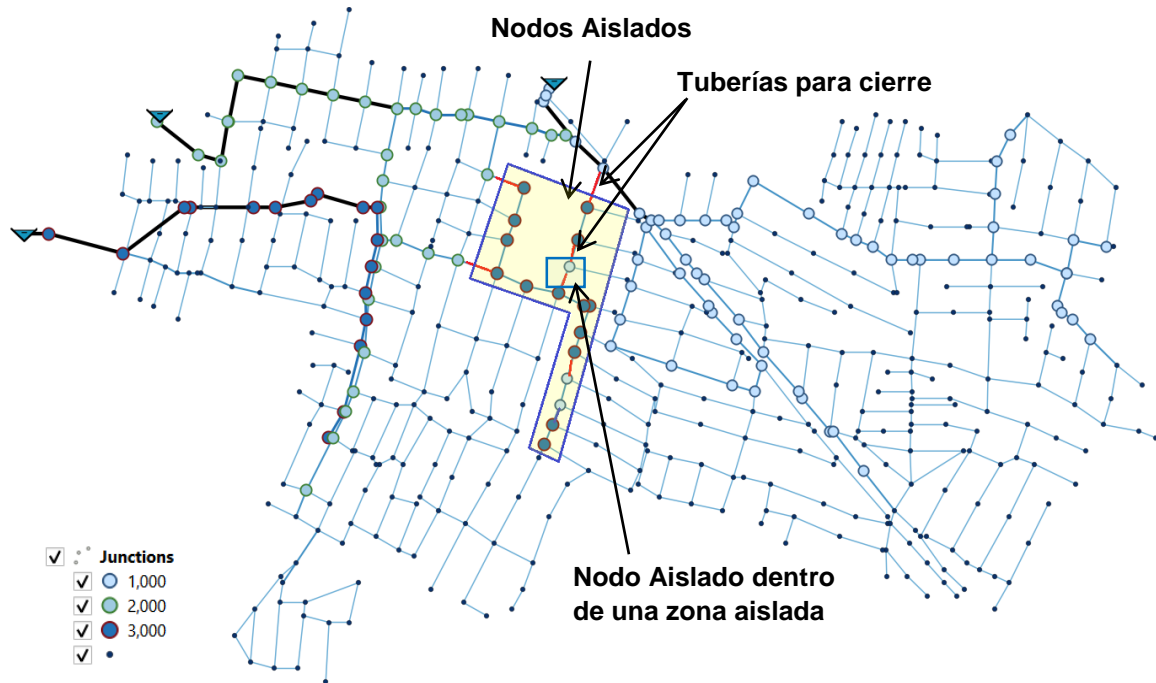 Nodos Aislados
Tuberías para cierre
Nodo Aislado dentro
de una zona aislada
Junctions
1,000
2,000
3,000